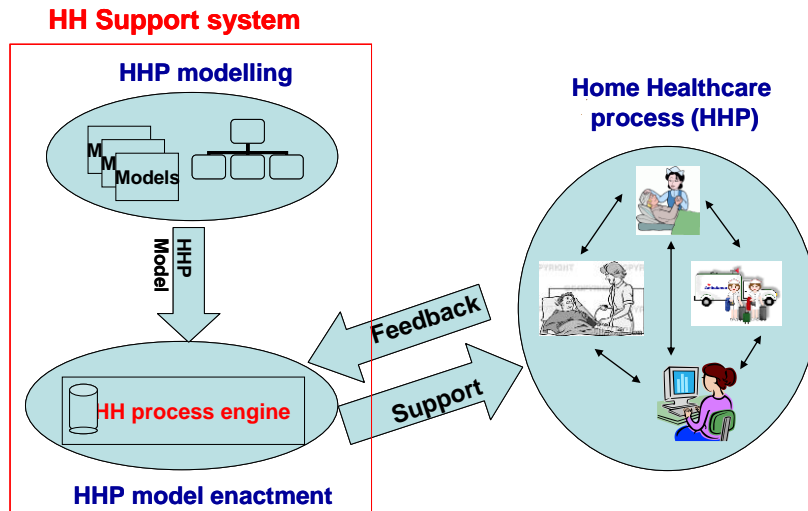 HH Support system
HHP modelling
M
M
Models
HHP
Model
HH process engine
HHP model enactment
Feedback
Support
Home Healthcare
process (HHP)